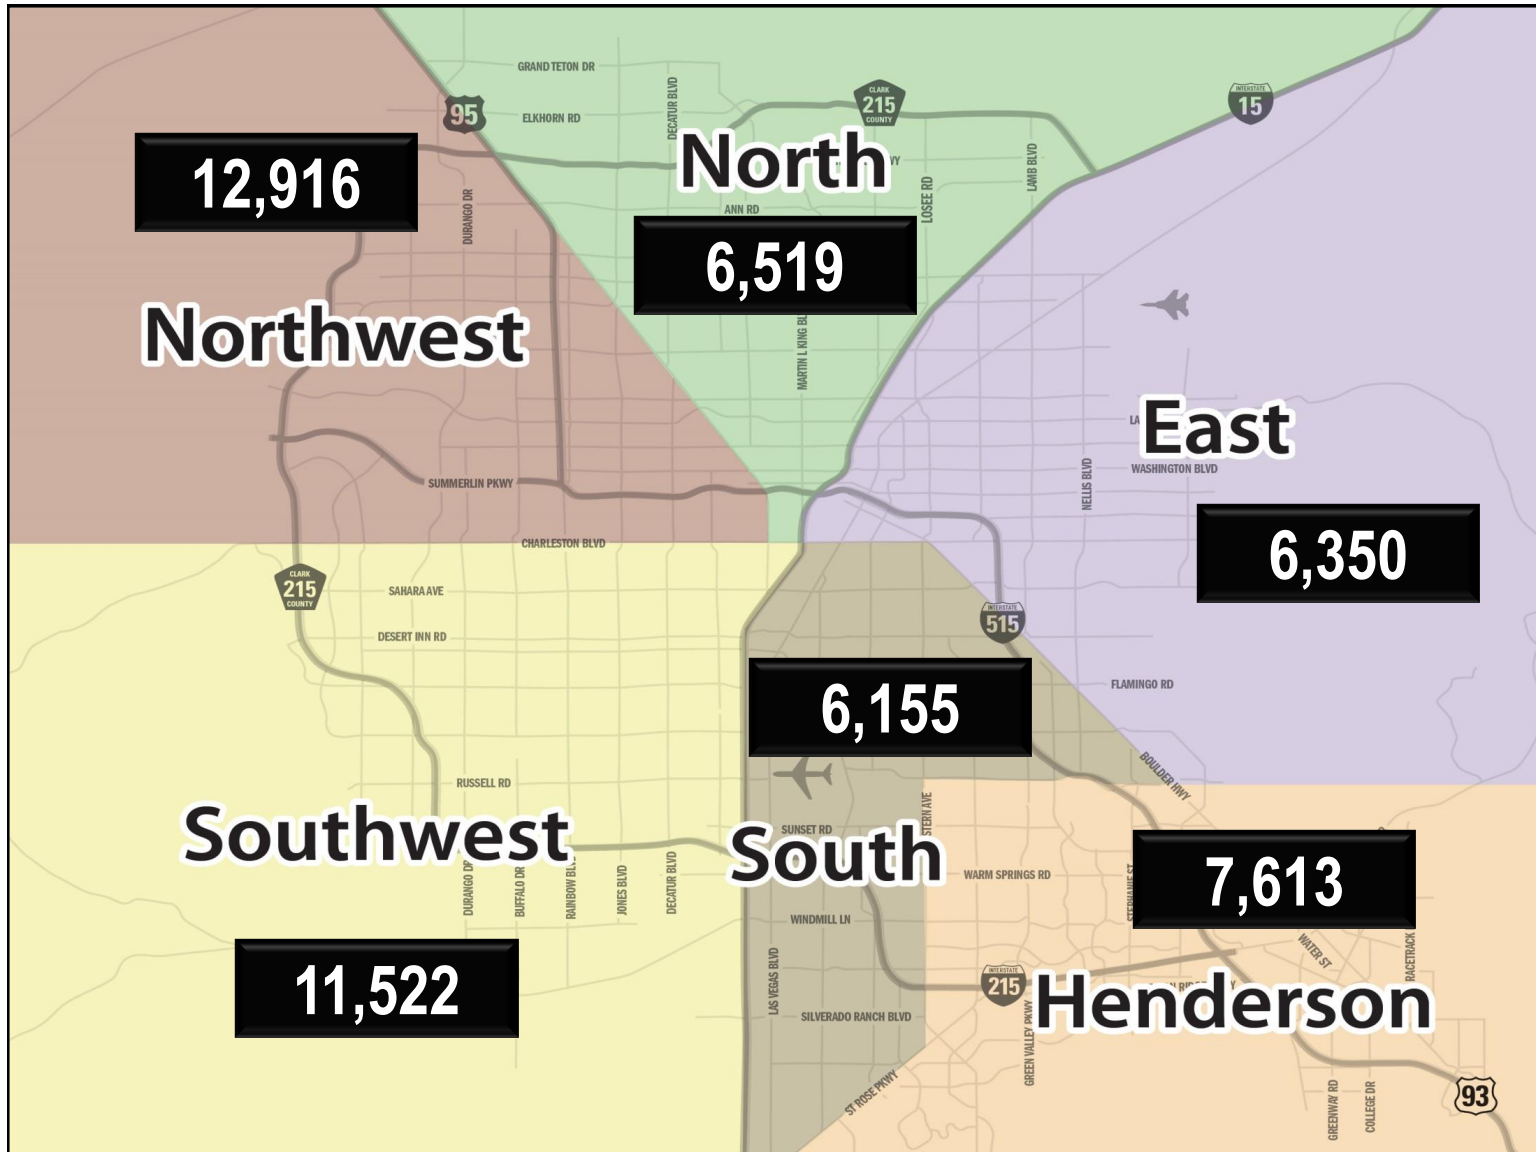 GRAND TETON DR
DECATUR BLVD
CLARK
215
COUNTY
INTERSTATE
15
95
ELKHORN RD
12,916
North
LAMB BLVD
LOSEE RD
DURANGO DR
ANN RD
6,519
Northwest
MARTIN L KING BL
East
WASHINGTON BLVD
NELLIS BLVD
SUMMERLIN PKWY
6,350
CHARLESTON BLVD
CLARK
215
COUNTY
SAHARA AVE
INTERSTATE
515
DESERT INN RD
6,155
FLAMINGO RD
RUSSELL RD
BOULDER HWY
Southwest
SUNSET RD
South
7,613
WARM SPRINGS RD
DURANGO DR
BUFFALO DR
RAINBOW BLV
JONES BLVD
DECATUR BLVD
STEPHANIE ST
WINDMILL LN
WATER ST
RACETRACK
11,522
LAS VEGAS BLVD
INTERSTATE
215
Henderson
SILVERADO RANCH BLVD
GREEN VALLEY PKWY
ST ROSE PKWY
GREENWAY RD
COLLEGE DR
93